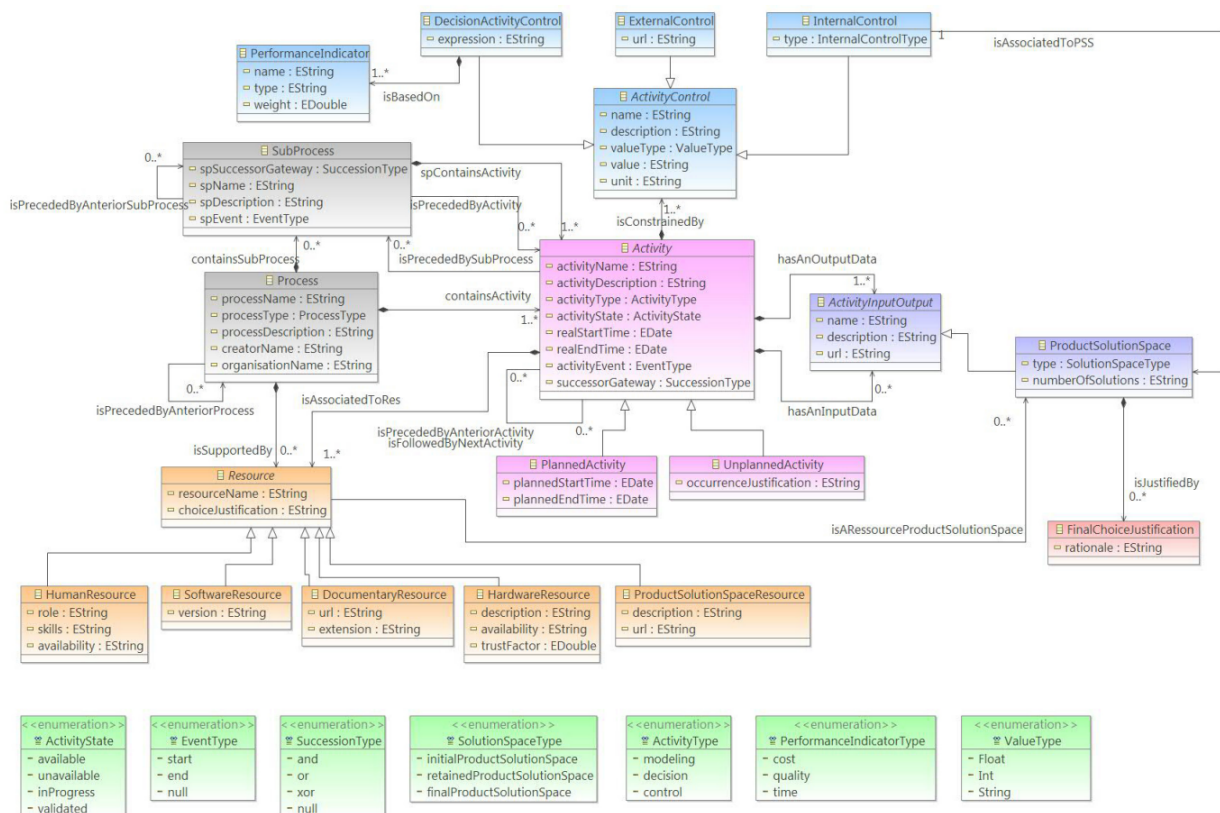 DecisionActivityControl
expression : EString
ExternalControl
url : EString
InternalControl
type : InternalControlType
1
isAssociatedToPSS
PerformanceIndicator
name : EString
type : EString
weight : EDouble
1..*
isBasedOn
ActivityControl
name : EString
description : EString
valueType : ValueType
value : EString
unit : EString
SubProcess
spSuccessorGateway : SuccessionType
spName : EString
spDescription : EString
spEvent : EventType
0..*
isPrecededByAnteriorSubProcess
spContainsActivity
isPrecededByActivity
0..*
1..*
isConstrainedBy
1..*
0..*
containsSubProcess
0..*
isPrecededBySubProcess
Activity
activityName : EString
activityDescription : EString
activityType : ActivityType
activityState : ActivityState
realStartTime : EDate
realEndTime : EDate
activityEvent : EventType
successorGateway : SuccessionType
hasAnOutputData
1..*
Process
processName : EString
processType : ProcessType
processDescription : EString
creatorName : EString
organisationName : EString
containsActivity
1..*
ActivityInputOutput
name : EString
description : EString
url : EString
ProductSolutionSpace
type : SolutionSpaceType
numberOfSolutions : EString
0..*
isPrecededByAnteriorProcess
isAssociatedToRes
0..*
isPrecededByAnteriorActivity
isFollowedByNextActivity
0..*
0..*
hasAnInputData
0..*
isSupportedBy
0..*
1..*
PlannedActivity
plannedStartTime : EDate
plannedEndTime : EDate
UnplannedActivity
occurrenceJustification : EString
Resource
resourceName : EString
choiceJustification : EString
isJustifiedBy
0..*
isARessourceProductSolutionSpace
FinalChoiceJustification
rationale : EString
HumanResource
role : EString
skills : EString
availability : EString
SoftwareResource
version : EString
DocumentaryResource
url : EString
extension : EString
HardwareResource
description : EString
availability : EString
trustFactor : EDouble
ProductSolutionSpaceResource
description : EString
url : EString
<<enumeration>>
ActivityState
available
unavailable
inProgress
validated
<<enumeration>>
EventType
start
end
null
<<enumeration>>
SuccessionType
and
or
xor
null
<<enumeration>>
SolutionSpaceType
initialProductSolutionSpace
retainedProductSolutionSpace
finalProductSolutionSpace
<<enumeration>>
ActivityType
modeling
decision
control
<<enumeration>>
PerformanceIndicatorType
cost
quality
time
<<enumeration>>
ValueType
Float
Int
String